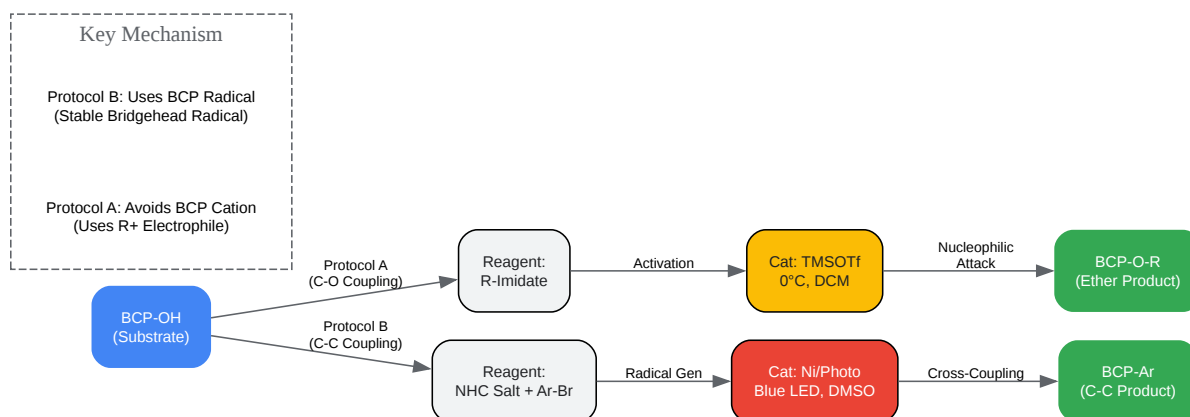 Key Mechanism
Protocol B: Uses BCP Radical
(Stable Bridgehead Radical)
Protocol A: Avoids BCP Cation
(Uses R+ Electrophile)
BCP-OH
(Substrate)
Protocol A
(C-O Coupling)
Reagent:
R-Imidate
Activation
Cat: TMSOTf
0°C, DCM
Nucleophilic
Attack
BCP-O-R
(Ether Product)
Protocol B
(C-C Coupling)
Reagent:
NHC Salt + Ar-Br
Radical Gen
Cat: Ni/Photo
Blue LED, DMSO
Cross-Coupling
BCP-Ar
(C-C Product)